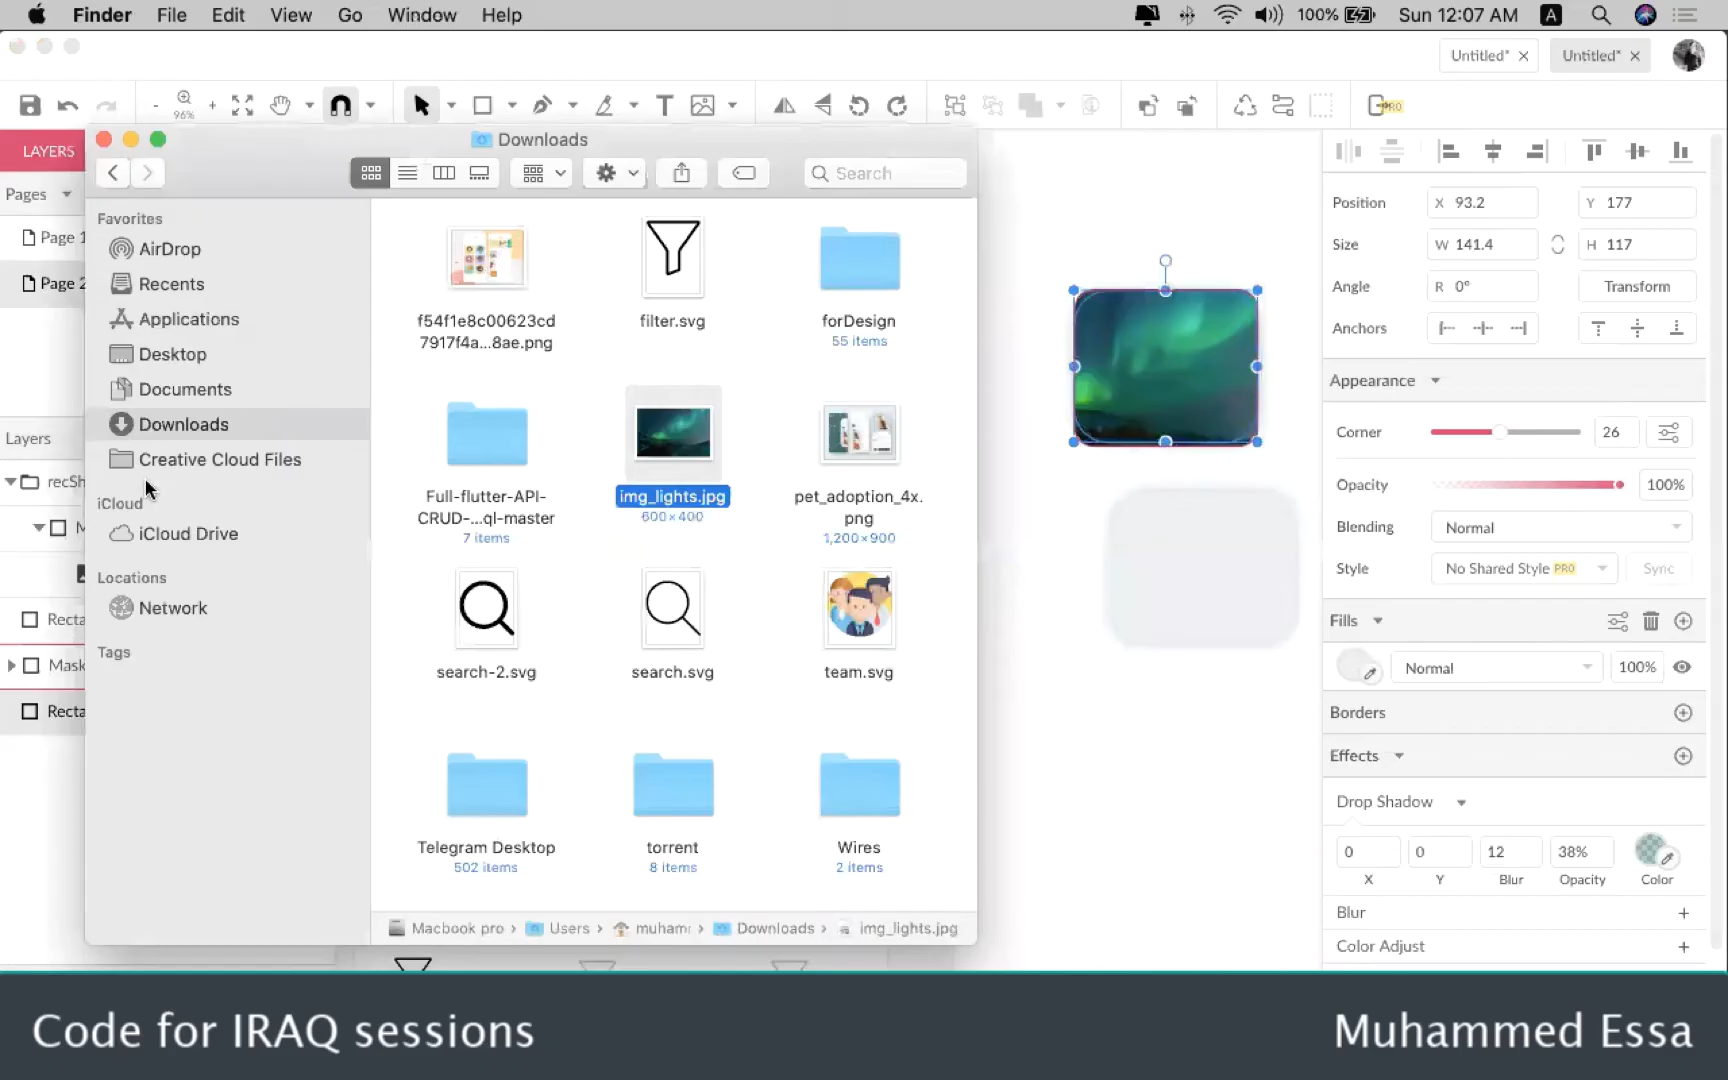 Finder File Edit View Go Window Help 100% Sun 12:07 AM A
Untitled* Untitled*
- 96% +
LAYERS
Downloads
Search
Pages
Page 1
Page 2
Layers
Favorites
AirDrop
Recents
Applications
Desktop
Documents
Downloads
Creative Cloud Files
iCloud
iCloud Drive
Locations
Network
Tags
f54f1e8c00623cd
7917f4a...8ae.png
filter.svg
forDesign
55 items
Full-flutter-API-
CRUD-...ql-master
7 items
img_lights.jpg
600×400
pet_adoption_4x.
png
1,200×900
search-2.svg
search.svg
team.svg
Telegram Desktop
502 items
torrent
8 items
Wires
2 items
Macbook pro › Users › muham › Downloads › img_lights.jpg
Position X 93.2 Y 177
Size W 141.4 H 117
Angle R 0° Transform
Anchors
Appearance
Corner 26
Opacity 100%
Blending Normal
Style No Shared Style PRO Sync
Fills
Normal 100%
Borders
Effects
Drop Shadow
0 0 12 38%
X Y Blur Opacity Color
Blur +
Color Adjust +
Code for IRAQ sessions
Muhammed Essa